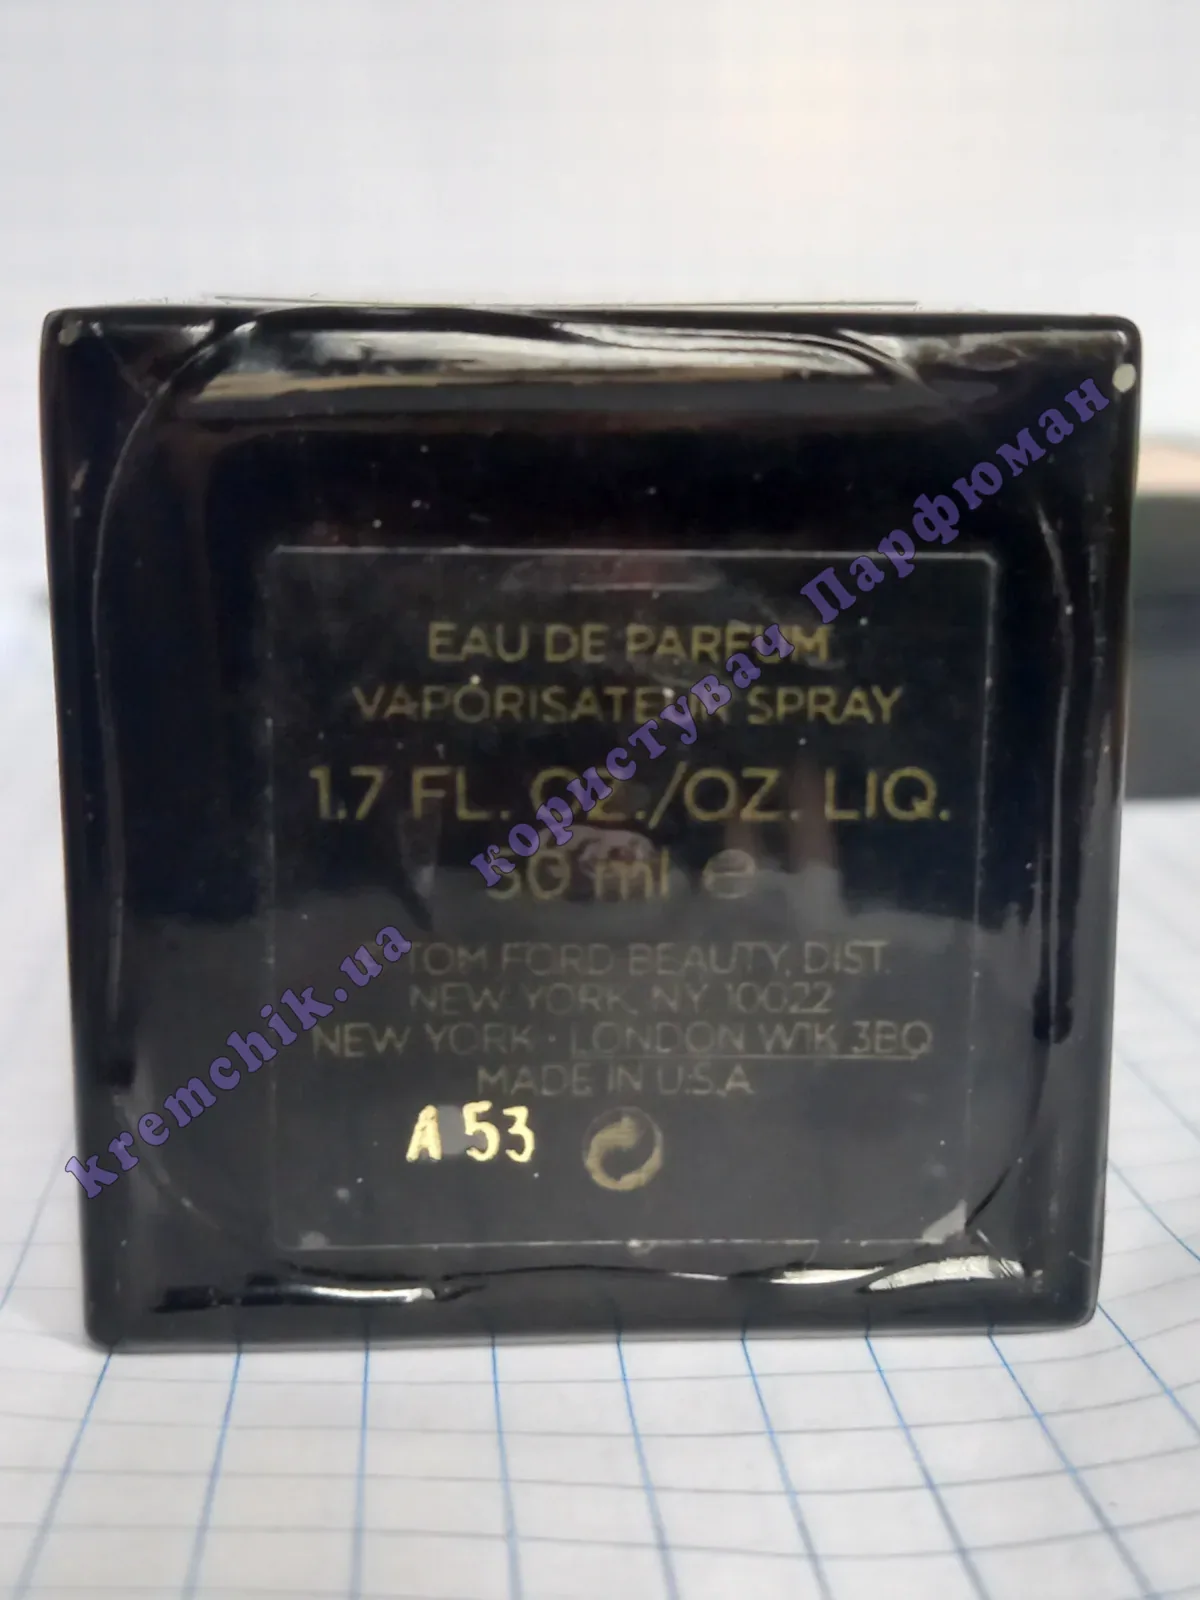 EAU DE PARFUM
VAPORISATEUR SPRAY
1.7 FL. OZ./OZ. LIQ.
50 ml ℮
TOM FORD BEAUTY, DIST.
NEW YORK, NY 10022
NEW YORK · LONDON W1K 3BQ
MADE IN U.S.A
A 53
kremchik.ua користувач Парфюман